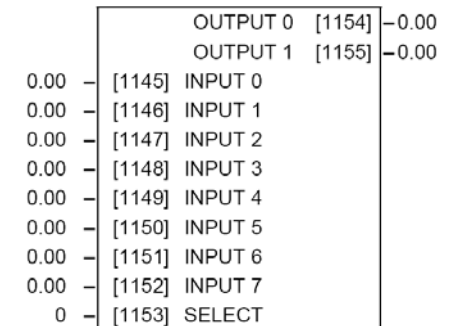 OUTPUT 0 [1154] –0.00
OUTPUT 1 [1155] –0.00
0.00 – [1145] INPUT 0
0.00 – [1146] INPUT 1
0.00 – [1147] INPUT 2
0.00 – [1148] INPUT 3
0.00 – [1149] INPUT 4
0.00 – [1150] INPUT 5
0.00 – [1151] INPUT 6
0.00 – [1152] INPUT 7
0 – [1153] SELECT